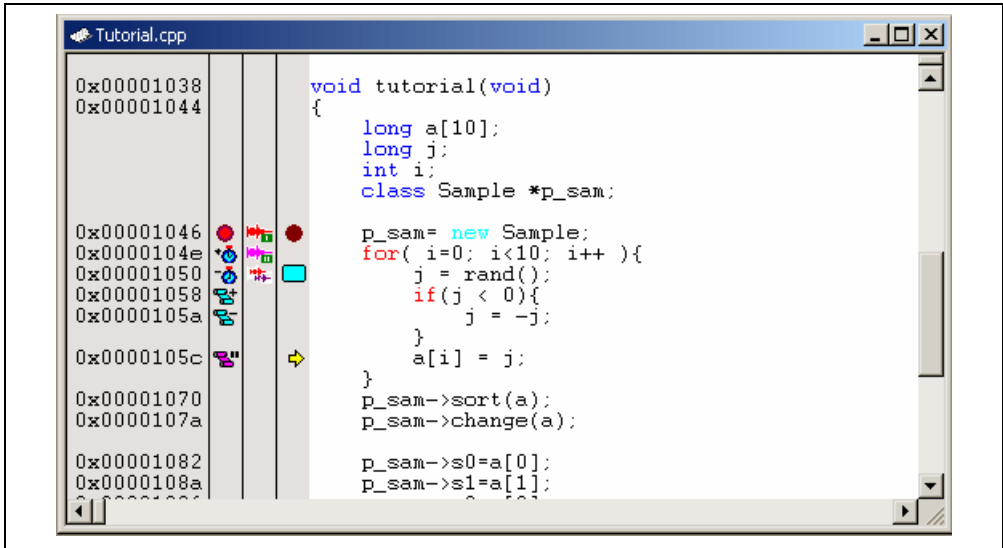 Tutorial.cpp
0x00001038 void tutorial(void)
0x00001044 {
long a[10];
long j;
int i;
class Sample *p_sam;
0x00001046 p_sam= new Sample;
0x0000104e for( i=0; i<10; i++ ){
0x00001050 j = rand();
0x00001058 if(j < 0){
0x0000105a j = -j;
}
0x0000105c a[i] = j;
}
0x00001070 p_sam->sort(a);
0x0000107a p_sam->change(a);
0x00001082 p_sam->s0=a[0];
0x0000108a p_sam->s1=a[1];